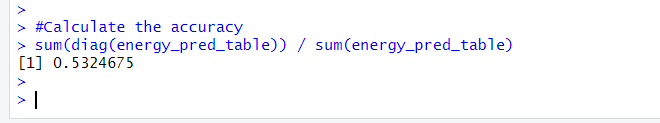 >
> #Calculate the accuracy
> sum(diag(energy_pred_table)) / sum(energy_pred_table)
[1] 0.5324675
>
>